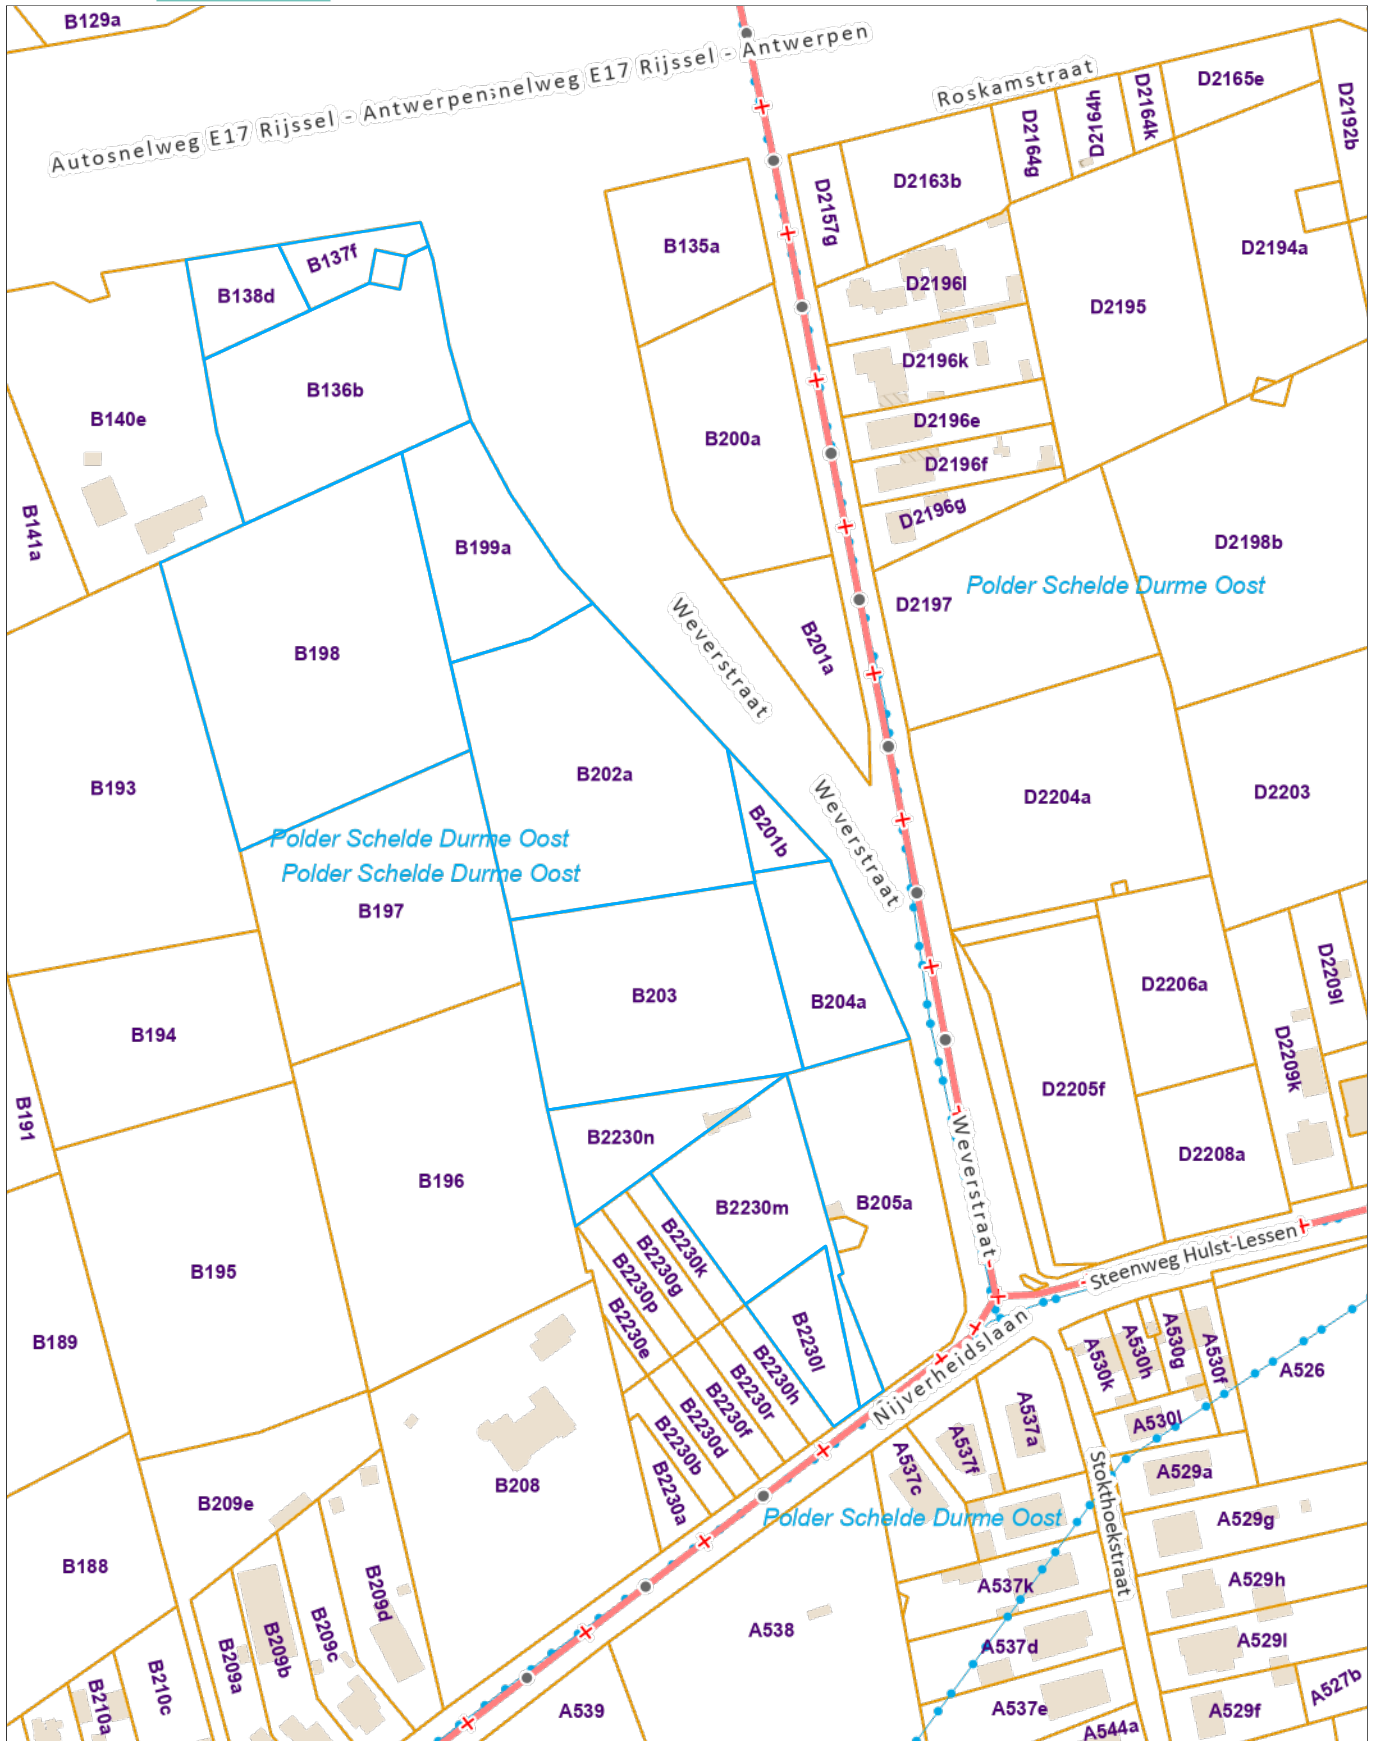 B129a
Autosnelweg E17 Rijssel - Antwerpen
snelweg E17 Rijssel - Antwerpen
Roskamstraat
D2165e
D2164k
D2164h
D2164g
D2192b
D2163b
D2157g
B135a
D2194a
B137f
B138d
D2196l
D2195
D2196k
B136b
B140e
B200a
D2196e
D2196f
D2196g
B141a
B199a
D2198b
Polder Schelde Durme Oost
D2197
B198
B201a
Weverstraat
B202a
B193
D2204a
D2203
B201b
Weverstraat
Polder Schelde Durme Oost
Polder Schelde Durme Oost
B197
B203
B204a
D2206a
D2209l
B194
D2209k
D2205f
B191
B2230n
D2208a
B196
B2230m
B205a
Weverstraat
B2230k
B2230g
B2230p
B2230e
B195
Steenweg Hulst-Lessen
B189
B2230l
Nijverheidslaan
A530k
A530h
A530g
A530f
A526
B2230h
B2230r
B2230f
B2230d
B2230b
B2230a
A537a
A537f
A537c
A530l
A529a
B208
B209e
Polder Schelde Durme Oost
A529g
Stokthoekstraat
B188
A537k
A529h
B209d
B209c
B209b
B209a
A538
A537d
A529l
B210c
B210a
A539
A537e
A529f
A527b
A544a